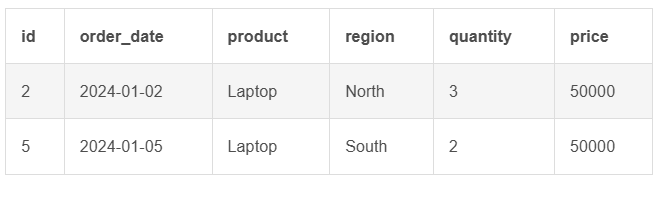 id order_date product region quantity price
2 2024-01-02 Laptop North 3 50000
5 2024-01-05 Laptop South 2 50000